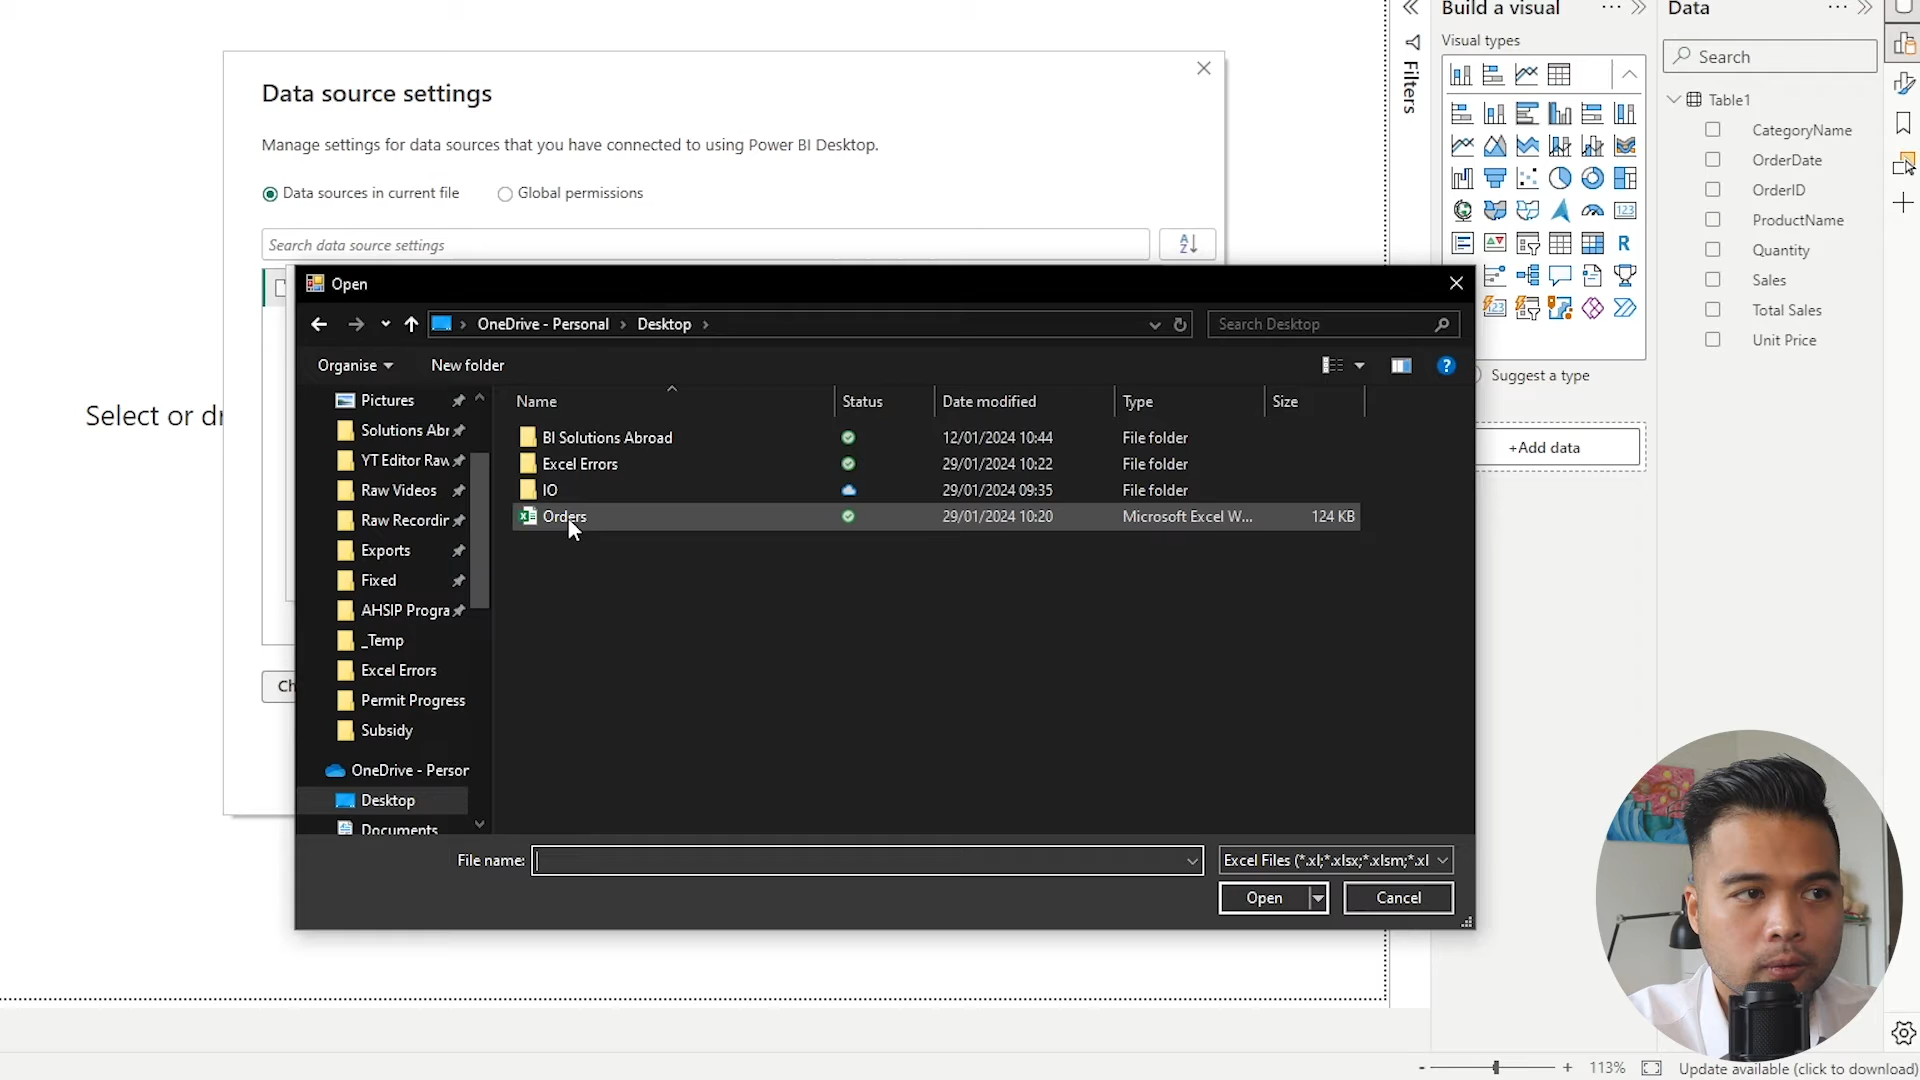 Data source settings
Manage settings for data sources that you have connected to using Power BI Desktop.
Data sources in current file
Global permissions
Search data source settings
A
Z
Select or
Open
OneDrive - Personal
Desktop
Search Desktop
Organise
New folder
Name
Status
Date modified
Type
Size
BI Solutions Abroad
12/01/2024 10:44
File folder
Excel Errors
29/01/2024 10:22
File folder
IO
29/01/2024 09:35
File folder
Orders
29/01/2024 10:20
Microsoft Excel W...
124 KB
Pictures
Solutions Abr
YT Editor Raw
Raw Videos
Raw Recordir
Exports
Fixed
AHSIP Progra
_Temp
Excel Errors
Permit Progress
Subsidy
OneDrive - Persor
Desktop
Documents
File name:
Excel Files (*.xl;*.xlsx;*.xlsm;*.xl
Open
Cancel
Filters
Build a visual
Visual types
123
R
123
Suggest a type
+Add data
Data
Search
Table1
CategoryName
OrderDate
OrderID
ProductName
Quantity
Sales
Total Sales
Unit Price
- + 113%
Update available (click to download)